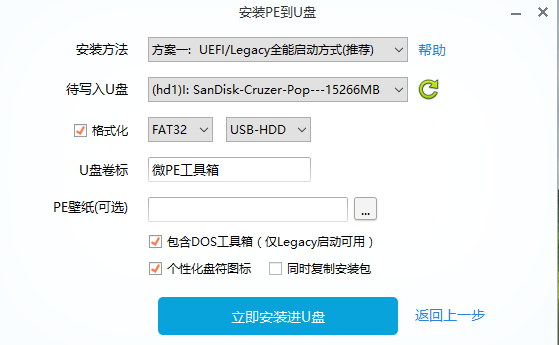 安装PE到U盘
安装方法 方案一：UEFI/Legacy全能启动方式(推荐) 帮助
待写入U盘 (hd1)I: SanDisk-Cruzer-Pop---15266MB
格式化 FAT32 USB-HDD
U盘卷标 微PE工具箱
PE壁纸(可选) ...
包含DOS工具箱（仅Legacy启动可用）
个性化盘符图标 同时复制安装包
立即安装进U盘 返回上一步